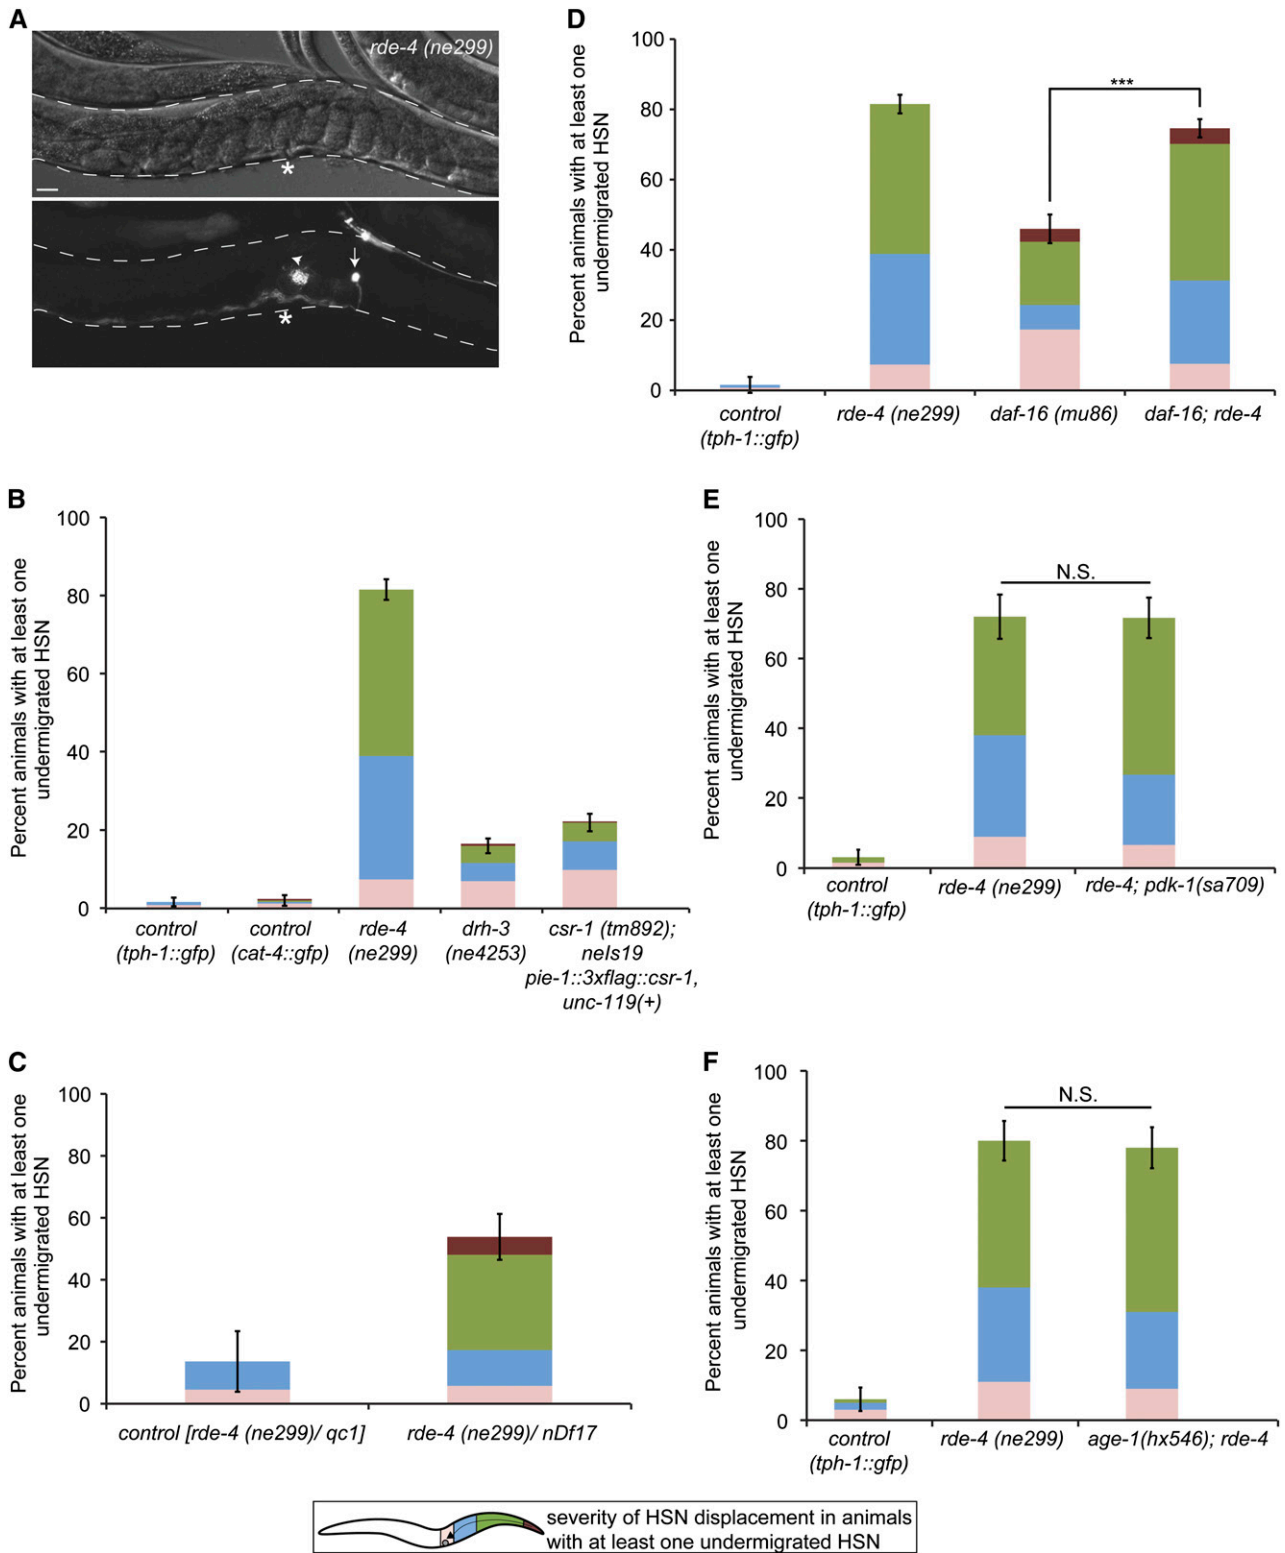 A
rde-4 (ne299)
*
*
B
Percent animals with at least one
undermigrated HSN
100
80
60
40
20
0
control
(tph-1::gfp)
control
(cat-4::gfp)
rde-4
(ne299)
drh-3
(ne4253)
csr-1 (tm892);
neIs19
pie-1::3xflag::csr-1,
unc-119(+)
C
Percent animals with at least one
undermigrated HSN
100
80
60
40
20
0
control [rde-4 (ne299)/ qc1]
rde-4 (ne299)/ nDf17
D
Percent animals with at least one
undermigrated HSN
100
80
60
40
20
0
***
control
(tph-1::gfp)
rde-4 (ne299)
daf-16 (mu86)
daf-16; rde-4
E
Percent animals with at least one
undermigrated HSN
100
80
60
40
20
0
N.S.
control
(tph-1::gfp)
rde-4 (ne299)
rde-4; pdk-1(sa709)
F
Percent animals with at least one
undermigrated HSN
100
80
60
40
20
0
N.S.
control
(tph-1::gfp)
rde-4 (ne299)
age-1(hx546); rde-4
severity of HSN displacement in animals
with at least one undermigrated HSN